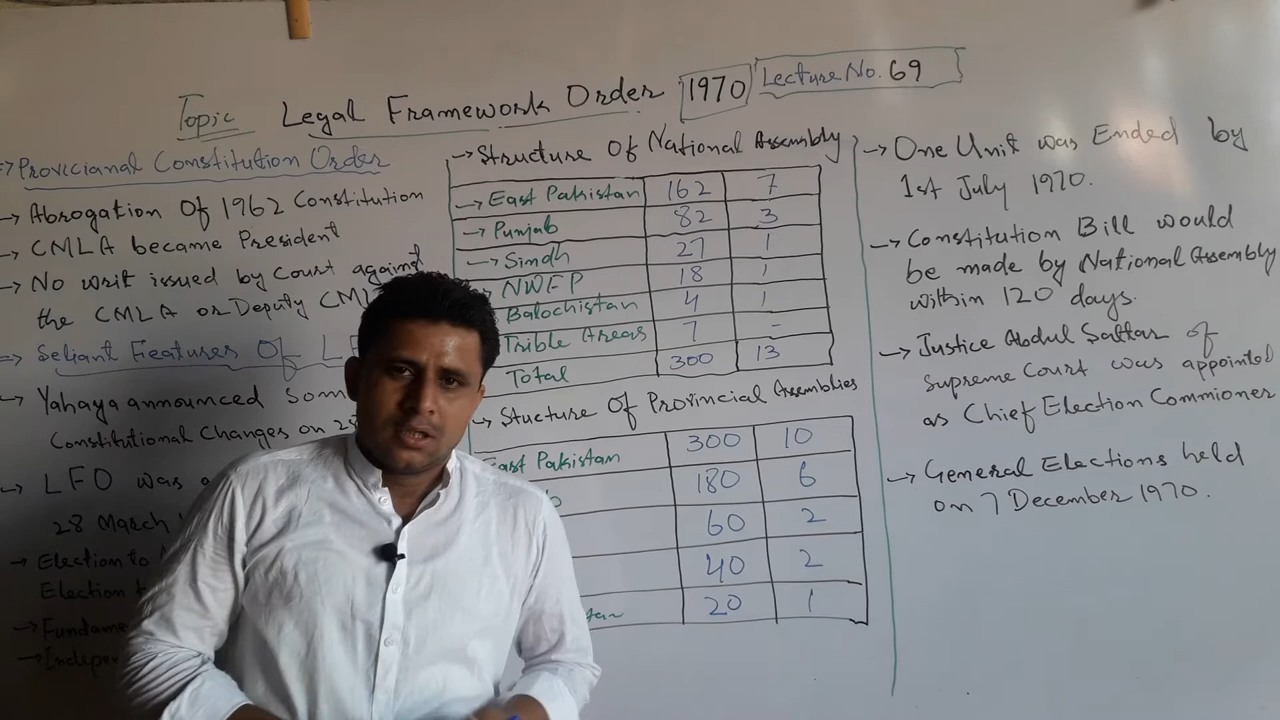 Topic Legal Framework Order 1970 Lecture No. 69
⇒ Proviccianal Constitution Order
→ Abrogation Of 1962 Constitution
→ CMLA became President
→ No writ issued by Court against
the CMLA or Deputy
⇒ Seliant Features Of
→ Yahaya announced
Constitutional Changes on
→ LFO was
28 March
→ Election to
Election
→
→
→ Structure Of National Assembly
→ East Pakistan 162 7
→ Punjab 82 3
→ Sindh 27 1
NWFP 18 1
Balochistan 4 1
Trible Areas 7 -
Total 300 13
→ Stucture Of Provincial Assemblies
East Pakistan 300 10
180 6
60 2
40 2
20 1
→ One Unit was Ended by
1st July 1970.
→ Constitution Bill would
be made by National Assembly
within 120 days.
→ Justice Abdul Sattar of
Supreme Court was appointed
as Chief Election Commioner
→ General Elections held
on 7 December 1970.